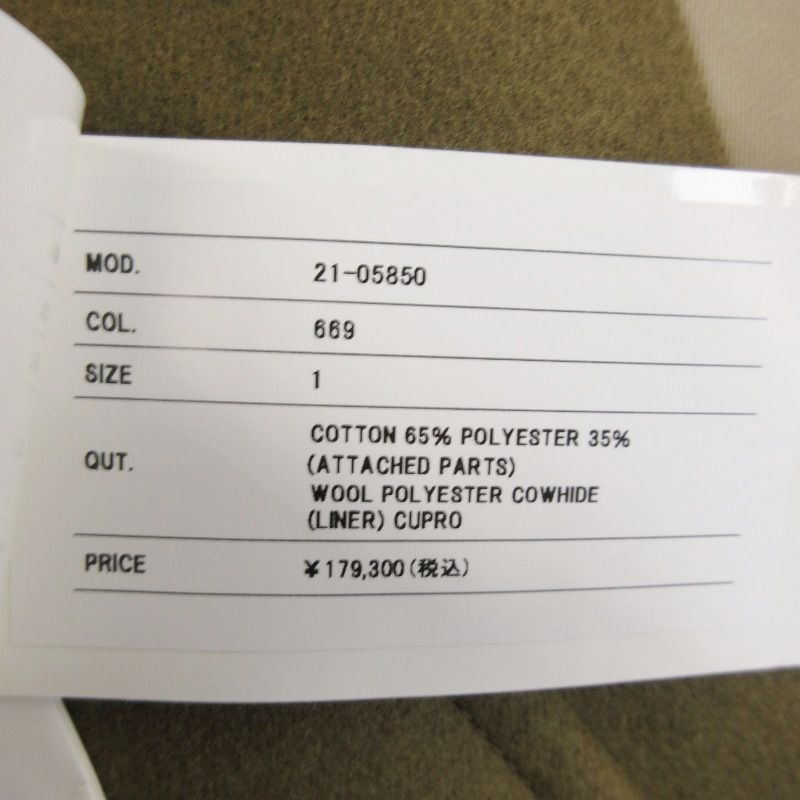 MOD. 21-05850
COL. 669
SIZE 1
QUT. COTTON 65% POLYESTER 35%
(ATTACHED PARTS)
WOOL POLYESTER COWHIDE
(LINER) CUPRO
PRICE ¥179,300(税込)